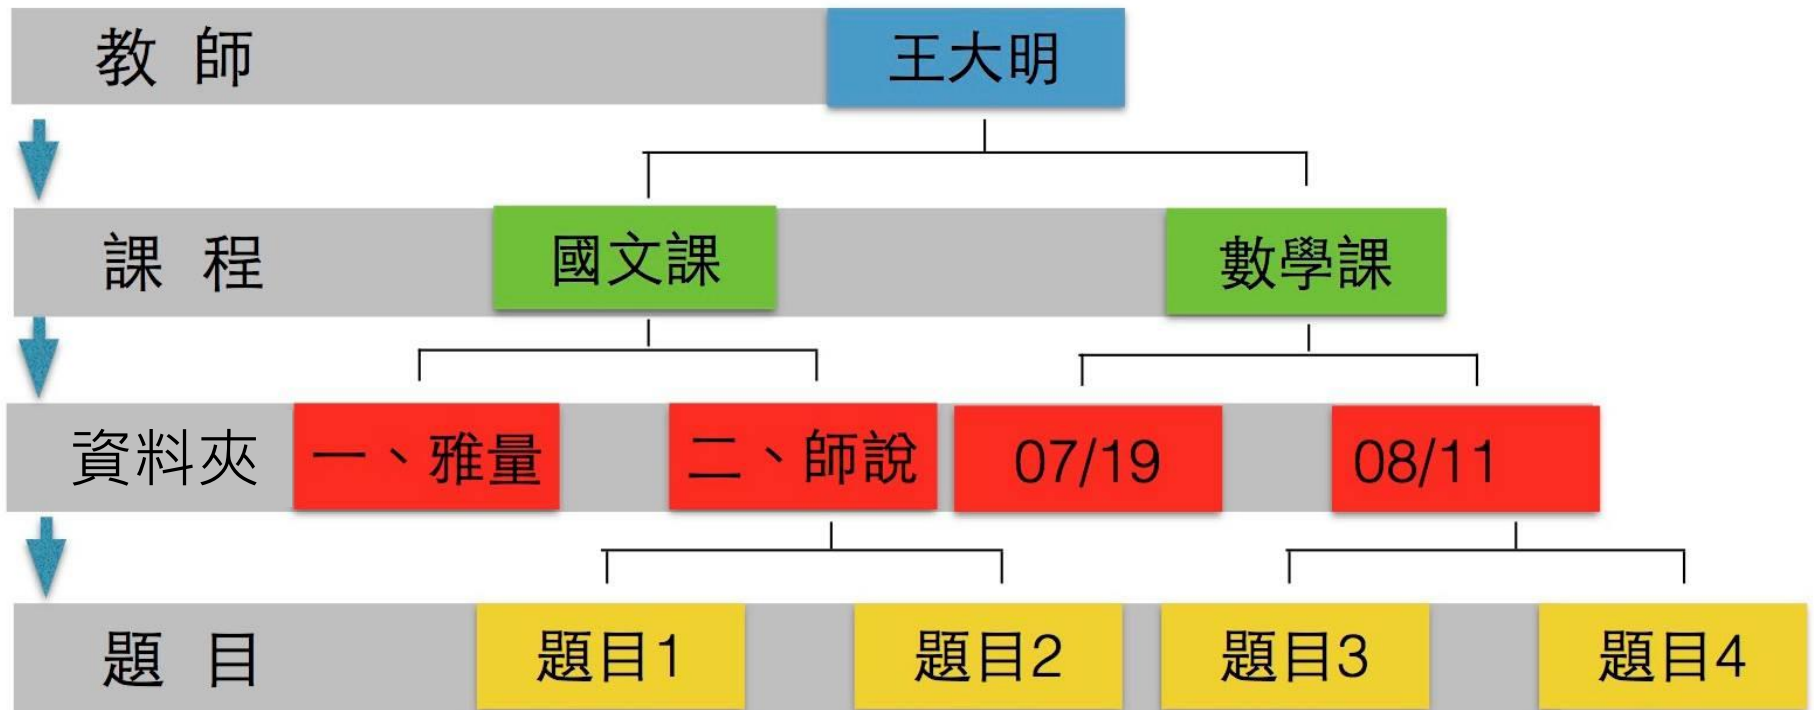 教 師 王大明
課 程 國文課 數學課
資料夾 一、雅量 二、師說 07/19 08/11
題 目 題目1 題目2 題目3 題目4